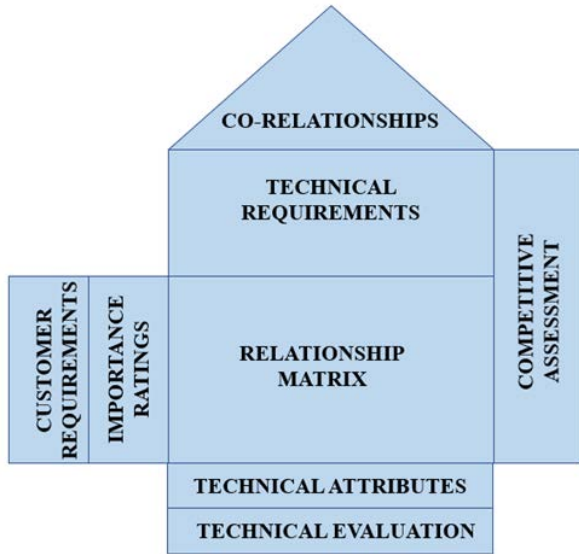 CO-RELATIONSHIPS
TECHNICAL
REQUIREMENTS
CUSTOMER
REQUIREMENTS
IMPORTANCE
RATINGS
RELATIONSHIP
MATRIX
COMPETITIVE
ASSESSMENT
TECHNICAL ATTRIBUTES
TECHNICAL EVALUATION